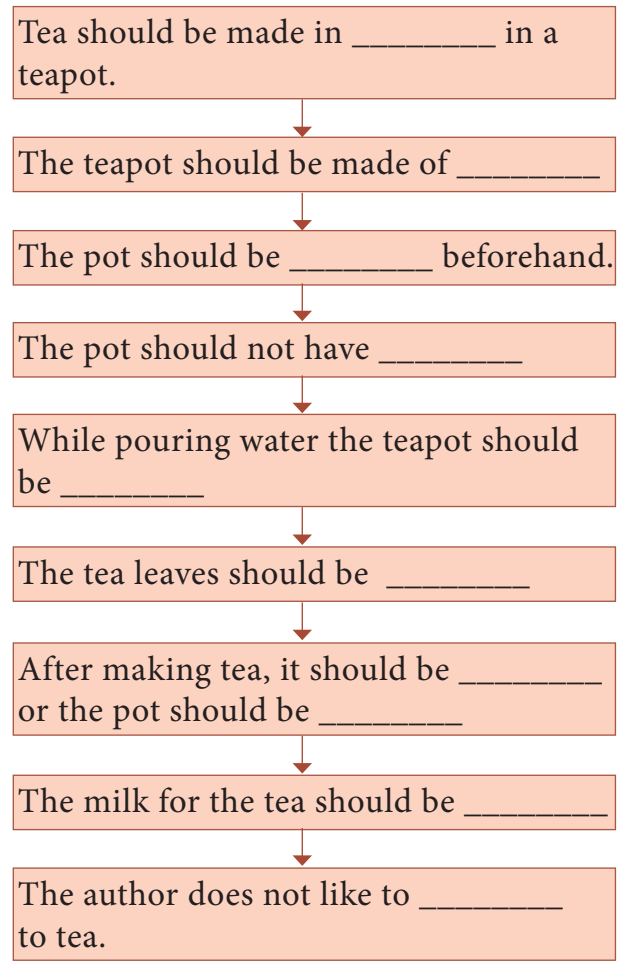 Tea should be made in ________ in a
teapot.
The teapot should be made of ________
The pot should be ________ beforehand.
The pot should not have ________
While pouring water the teapot should
be ________
The tea leaves should be ________
After making tea, it should be ________
or the pot should be ________
The milk for the tea should be ________
The author does not like to ________
to tea.